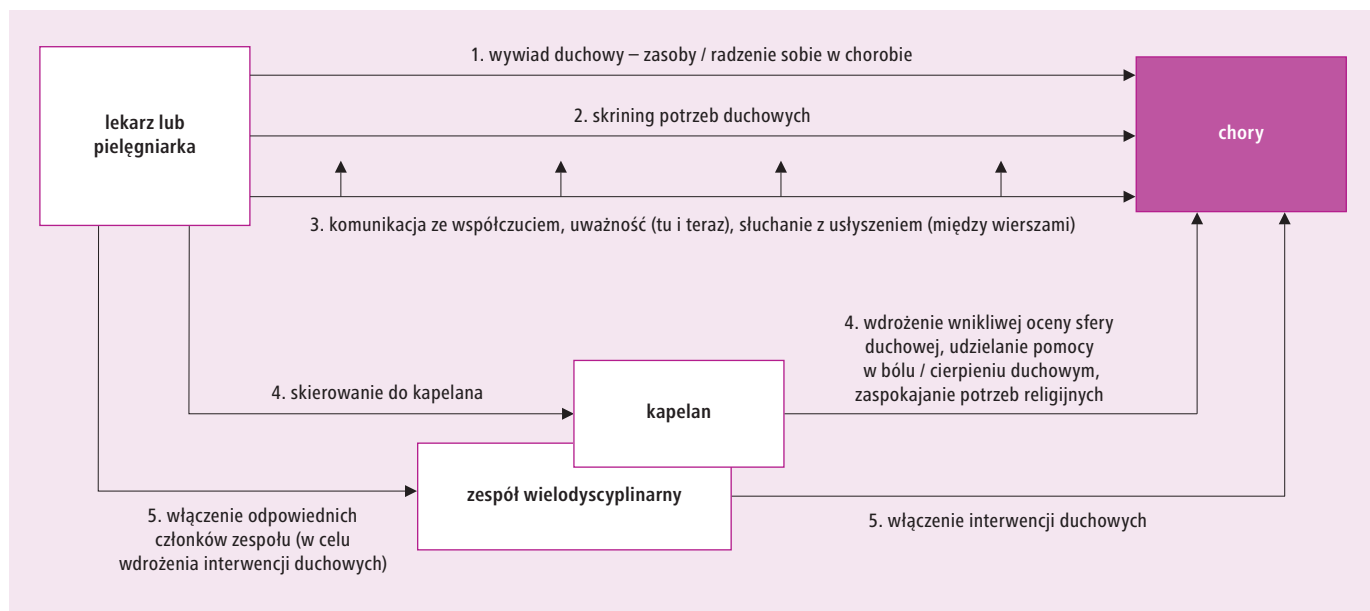 1. wywiad duchowy – zasoby / radzenie sobie w chorobie
lekarz lub
pielęgniarka
2. skrining potrzeb duchowych
chory
3. komunikacja ze współczuciem, uważność (tu i teraz), słuchanie z usłyszeniem (między wierszami)
4. wdrożenie wnikliwej oceny sfery
duchowej, udzielanie pomocy
w bólu / cierpieniu duchowym,
zaspokajanie potrzeb religijnych
4. skierowanie do kapelana
kapelan
zespół wielodyscyplinarny
5. włączenie odpowiednich
członków zespołu (w celu
wdrożenia interwencji duchowych)
5. włączenie interwencji duchowych